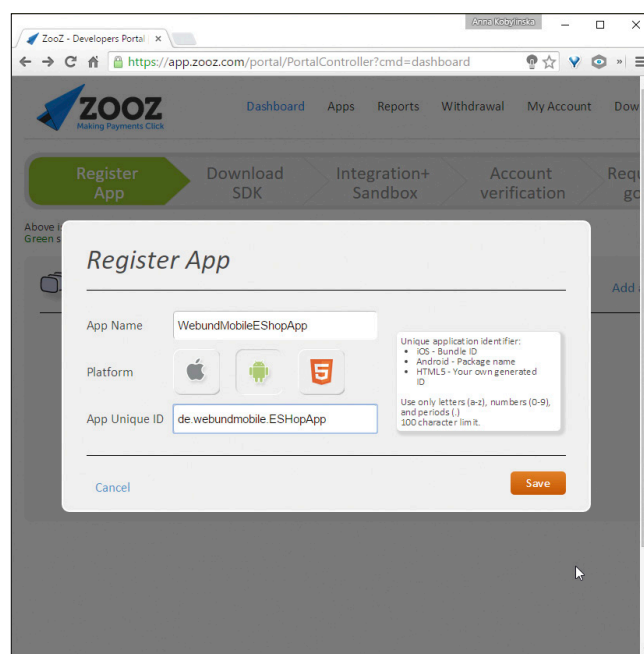 Anna Kobylinska
ZooZ - Developers Portal
https://app.zooz.com/portal/PortalController?cmd=dashboard
ZOOZ
Making Payments Click
Dashboard Apps Reports Withdrawal My Account Dow
Register App
Download SDK
Integration+ Sandbox
Account verification
Requ
go
Above i
Green s
Add
Register App
App Name WebundMobileEShopApp
Platform
Unique application identifier:
• iOS - Bundle ID
• Android - Package name
• HTML5 - Your own generated
ID
Use only letters (a-z), numbers (0-9),
and periods (.)
100 character limit.
App Unique ID de.webundmobile.ESHopApp
Cancel
Save